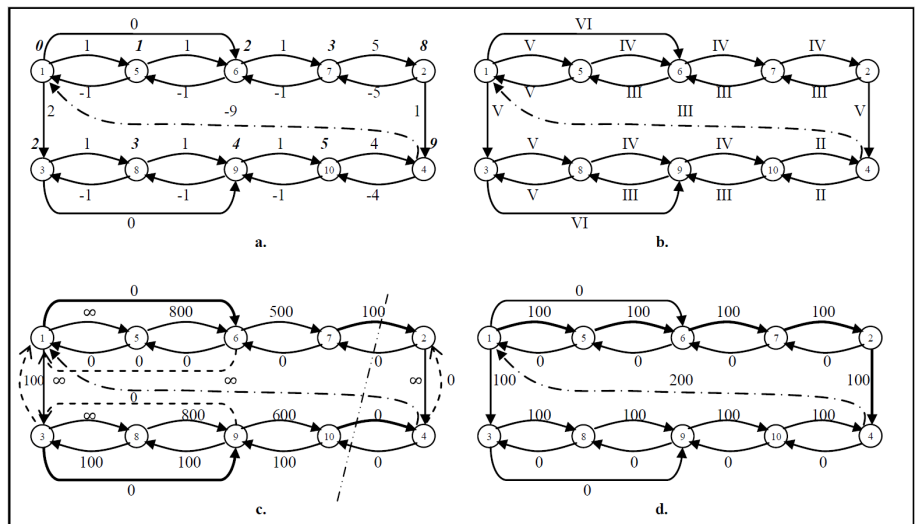 0
0 1 1 1 2 1 3 5 8
1 5 6 7 2
-1 -1 -1 -5
2 -9 1
2 1 3 1 4 1 5 4 9
3 8 9 10 4
-1 -1 -1 -4
0
a.
VI
V IV IV IV
1 5 6 7 2
V III III III
V III V
V IV IV II
3 8 9 10 4
V III III II
VI
b.
0
∞ 800 500 100
1 5 6 7 2
0 0 0 0 0
100 ∞ ∞ ∞ 0
0
∞ 800 600 0
3 8 9 10 4
100 100 100 0
0
c.
0
100 100 100 100
1 5 6 7 2
0 0 0 0
100 200 100
100 100 100 100
3 8 9 10 4
0 0 0 0
0
d.